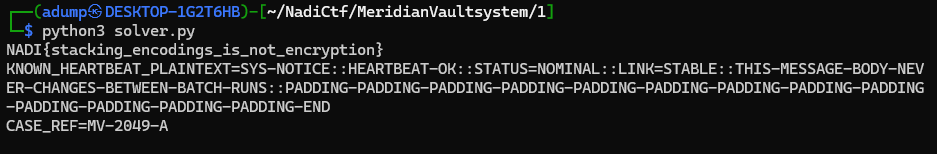 ┌──(adump㉿DESKTOP-1G2T6HB)-[~/NadiCtf/MeridianVaultsystem/1]
└─$ python3 solver.py
NADI{stacking_encodings_is_not_encryption}
KNOWN_HEARTBEAT_PLAINTEXT=SYS-NOTICE::HEARTBEAT-OK::STATUS=NOMINAL::LINK=STABLE::THIS-MESSAGE-BODY-NEV
ER-CHANGES-BETWEEN-BATCH-RUNS::PADDING-PADDING-PADDING-PADDING-PADDING-PADDING-PADDING-PADDING-PADDING
-PADDING-PADDING-PADDING-PADDING-END
CASE_REF=MV-2049-A